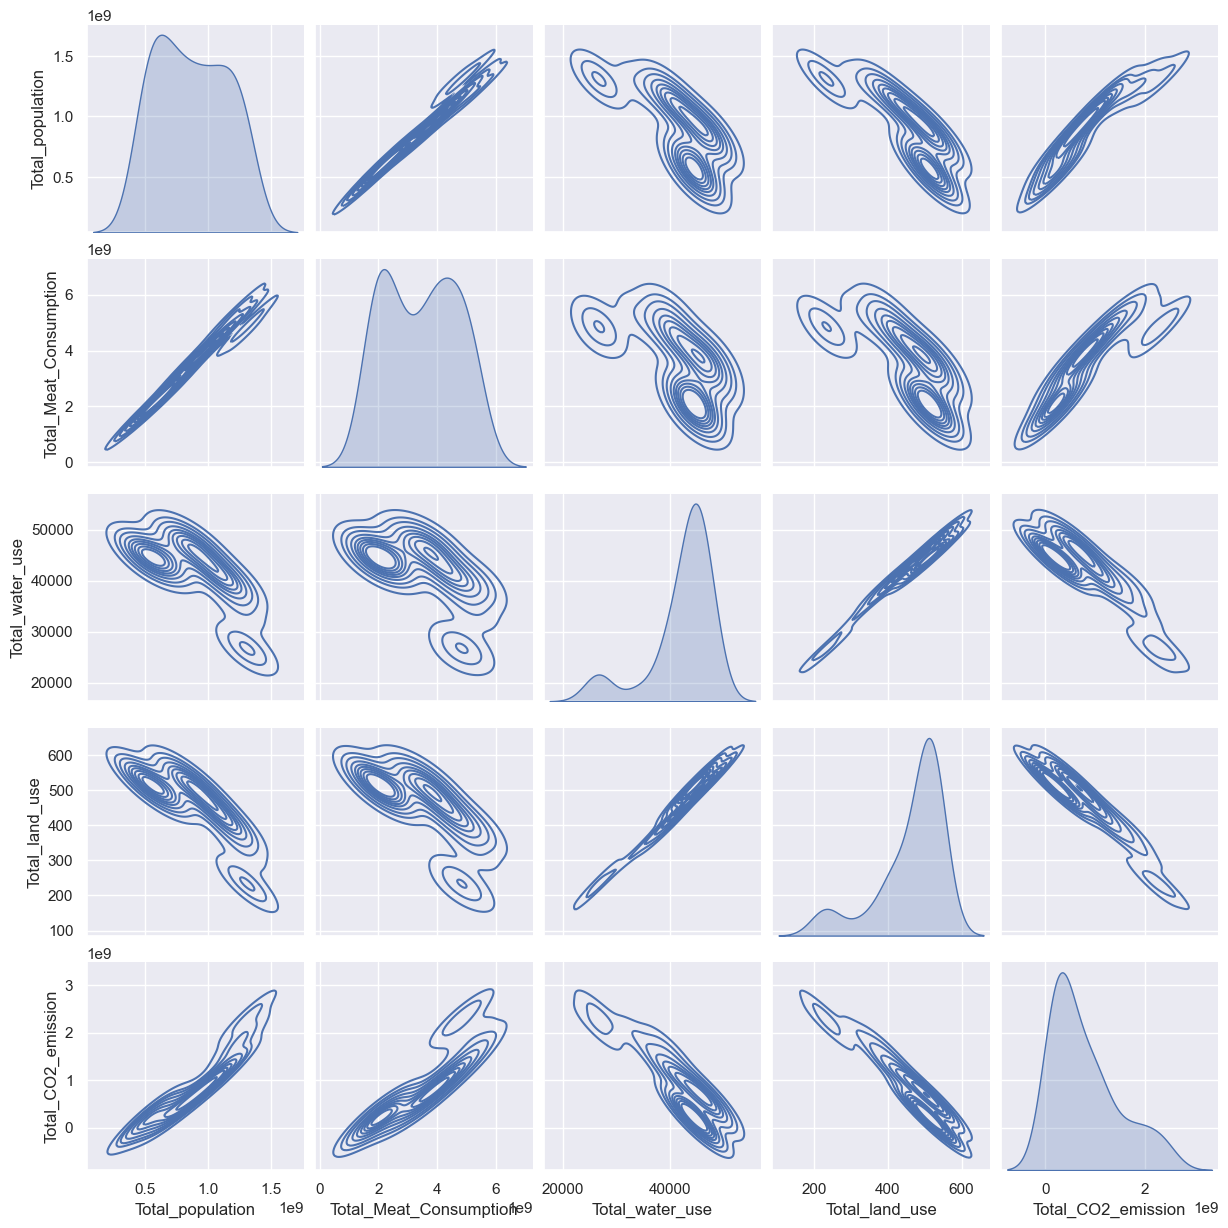 1e9
Total_population
1.5
1.0
0.5
1e9
Total_Meat_Consumption
6
4
2
0
Total_water_use
50000
40000
30000
20000
Total_land_use
600
500
400
300
200
100
1e9
Total_CO2_emission
3
2
1
0
0.5 1.0 1.5 0 2 4 6 20000 40000 200 400 600 0 2
Total_population 1e9 Total_Meat_Consumption 1e9 Total_water_use Total_land_use Total_CO2_emission 1e9